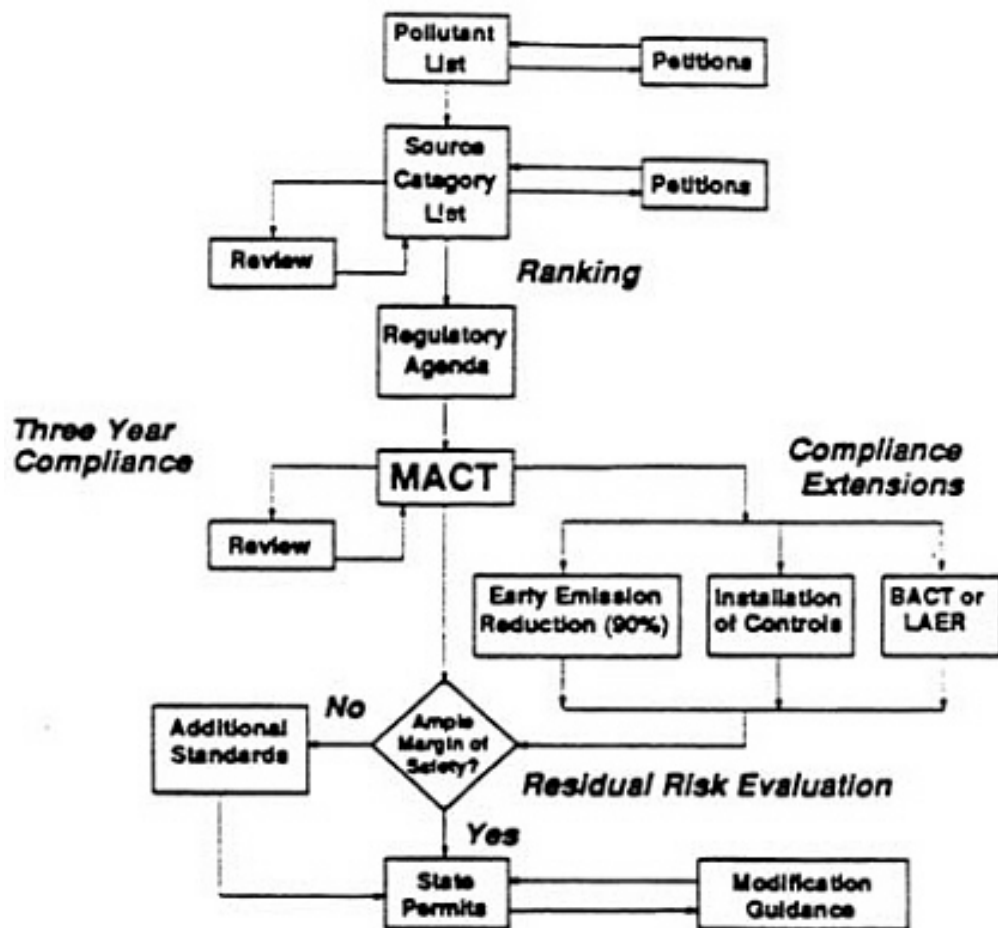 Pollutant
List
Petitions
Source
Catagory
List
Petitions
Review
Ranking
Regulatory
Agenda
Three Year
Compliance
MACT
Compliance
Extensions
Review
Early Emission
Reduction (90%)
Installation
of Controls
BACT or
LAER
No
Additional
Standards
Ample
Margin of
Safety?
Residual Risk Evaluation
Yes
State
Permits
Modification
Guidance